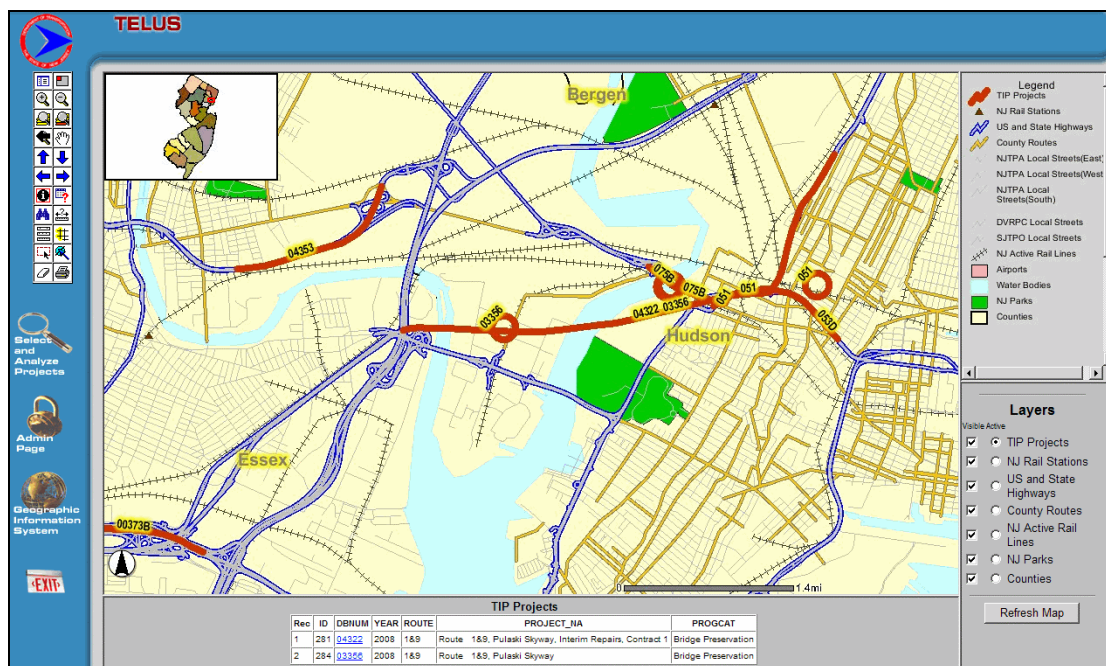 TELUS
Bergen
04353
03356
075B
075B
04322 03356
051
051
051
053D
Hudson
Essex
00373B
0
1.4mi
Select
and
Analyze
Projects
Admin
Page
Geographic
Information
System
EXIT
Legend
TIP Projects
NJ Rail Stations
US and State Highways
County Routes
NJTPA Local Streets(East)
NJTPA Local Streets(West
NJTPA Local
Streets(South)
DVRPC Local Streets
SJTPO Local Streets
NJ Active Rail Lines
Airports
Water Bodies
NJ Parks
Counties
Layers
Visible Active
TIP Projects
NJ Rail Stations
US and State
Highways
County Routes
NJ Active Rail
Lines
NJ Parks
Counties
Refresh Map
TIP Projects
Rec ID DBNUM YEAR ROUTE PROJECT_NA PROGCAT
1 281 04322 2008 1&9 Route 1&9, Pulaski Skyway, Interim Repairs, Contract 1 Bridge Preservation
2 284 03356 2008 1&9 Route 1&9, Pulaski Skyway Bridge Preservation